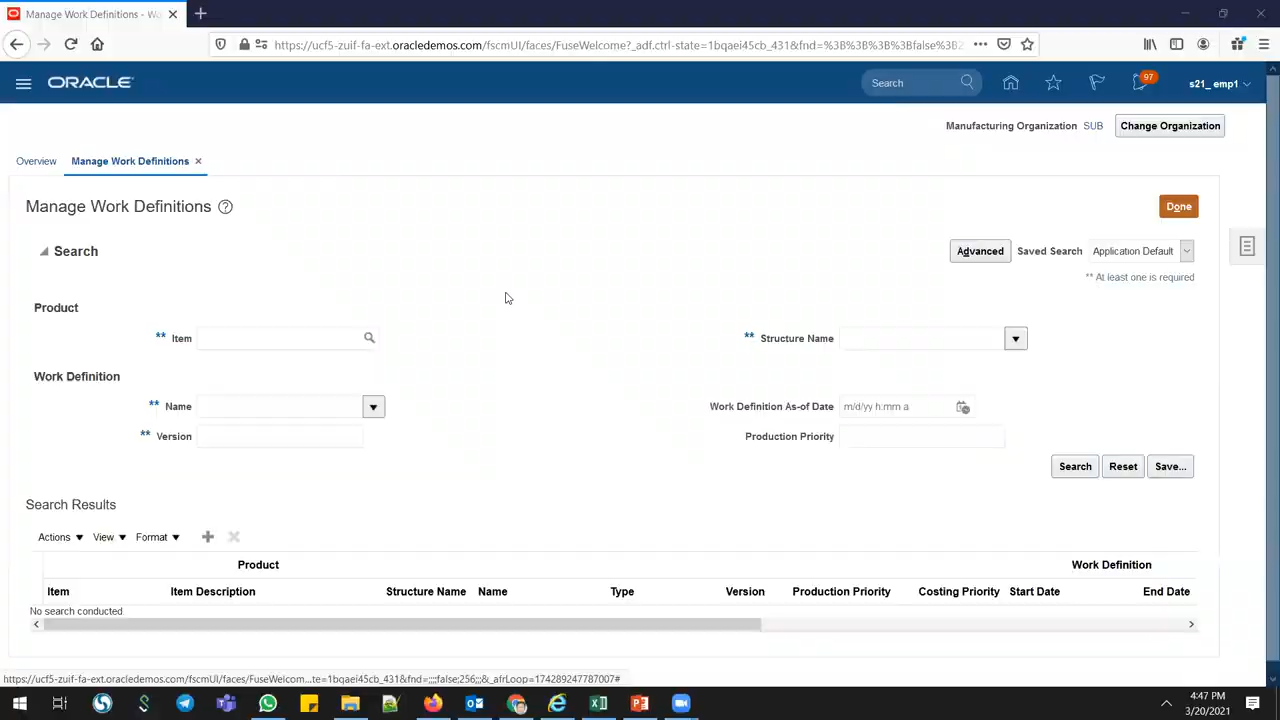 Manage Work Definitions - Wo
https://ucf5-zuif-fa-ext.oracledemos.com/fscmUI/faces/FuseWelcome?_adf.ctrl-state=1bqaei45cb_431&fnd=%3B%3B%3B%3Bfalse%3B2
ORACLE
Search
97
s21_ emp1
Manufacturing Organization SUB Change Organization
Overview Manage Work Definitions
Manage Work Definitions
Done
Search
Advanced Saved Search Application Default
** At least one is required
Product
** Item
** Structure Name
Work Definition
** Name
Work Definition As-of Date m/d/yy h:mm a
** Version
Production Priority
Search Reset Save...
Search Results
Actions View Format
Product Work Definition
Item Item Description Structure Name Name Type Version Production Priority Costing Priority Start Date End Date
No search conducted
https://ucf5-zuif-fa-ext.oracledemos.com/fscmUI/faces/FuseWelcom...te=1bqaei45cb_431&fnd=;;;;false;256;;;&_afrLoop=174289247787007#
4:47 PM
3/20/2021